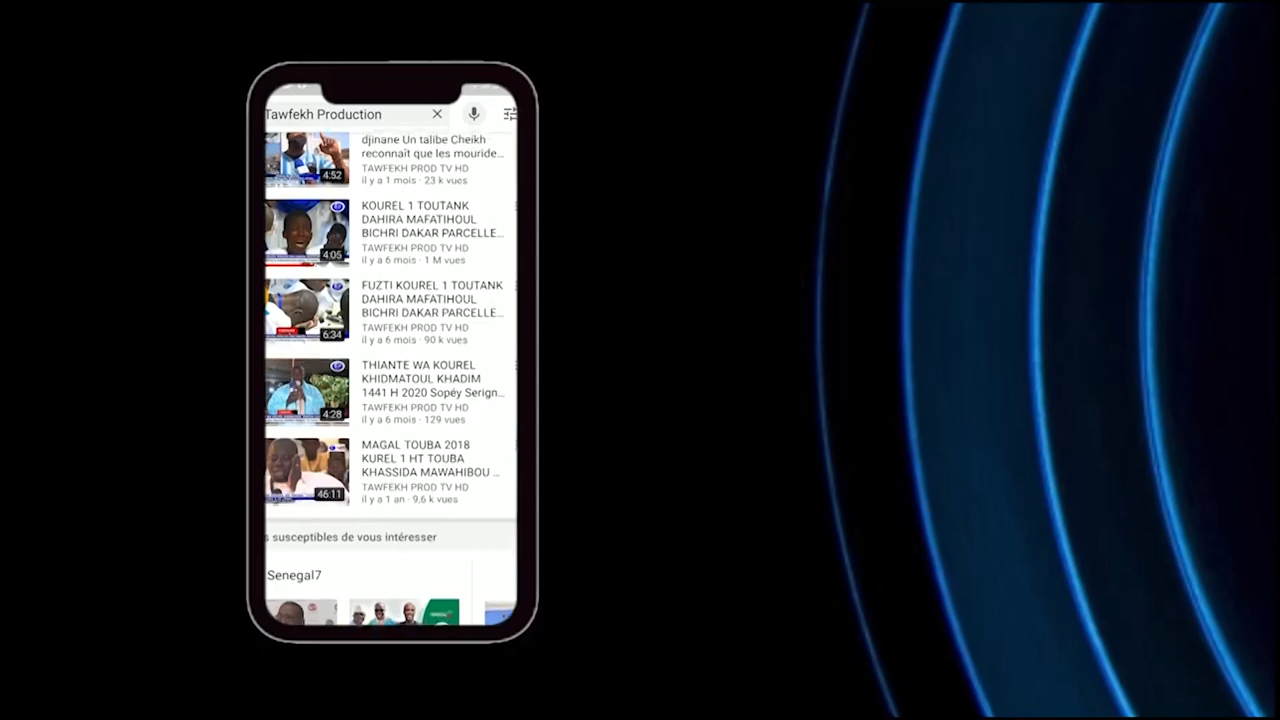 Tawfekh Production
djinane Un talibe Cheikh
reconnaît que les mouride...
TAWFEKH PROD TV HD
il y a 1 mois · 23 k vues
4:52
KOUREL 1 TOUTANK
DAHIRA MAFATIHOUL
BICHRI DAKAR PARCELLE...
TAWFEKH PROD TV HD
il y a 6 mois · 1 M vues
4:05
FUZTI KOUREL 1 TOUTANK
DAHIRA MAFATIHOUL
BICHRI DAKAR PARCELLE...
TAWFEKH PROD TV HD
il y a 6 mois · 90 k vues
6:34
THIANTE WA KOUREL
KHIDMATOUL KHADIM
1441 H 2020 Sopéy Serign...
TAWFEKH PROD TV HD
il y a 6 mois · 129 vues
4:28
MAGAL TOUBA 2018
KUREL 1 HT TOUBA
KHASSIDA MAWAHIBOU ...
TAWFEKH PROD TV HD
il y a 1 an · 9,6 k vues
46:11
s susceptibles de vous intéresser
Senegal7